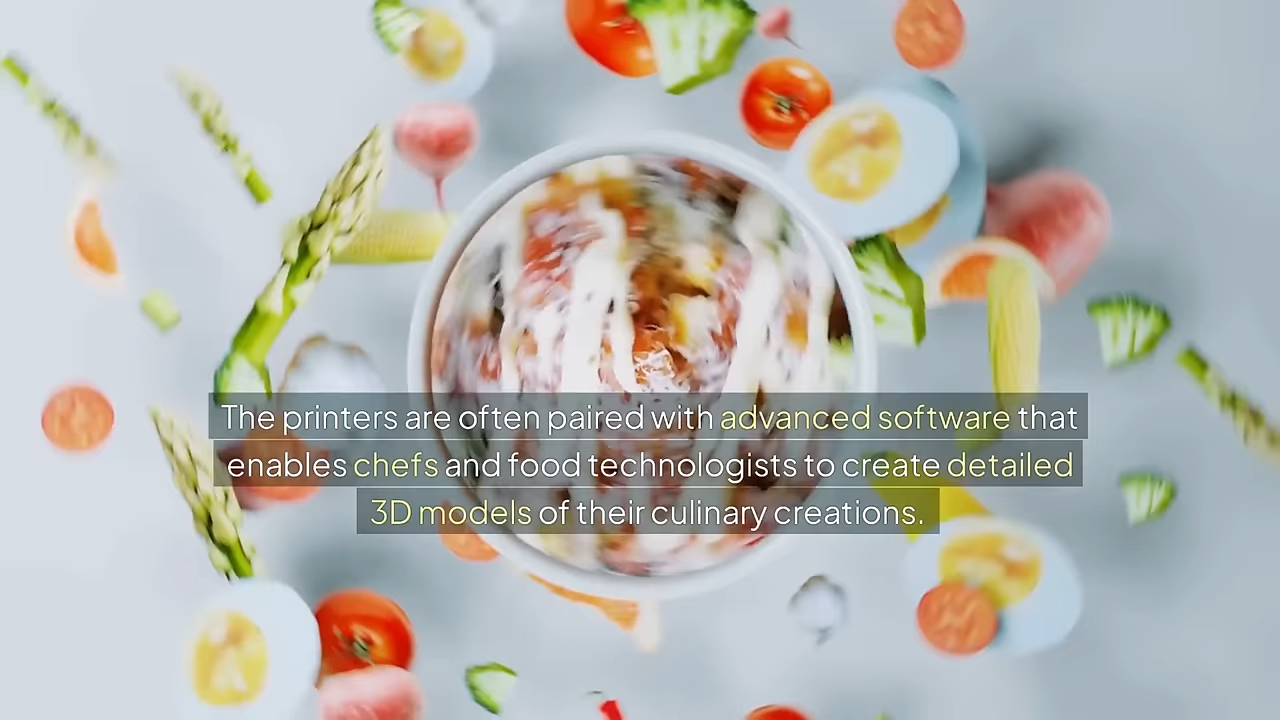 The printers are often paired with advanced software that
enables chefs and food technologists to create detailed
3D models of their culinary creations.